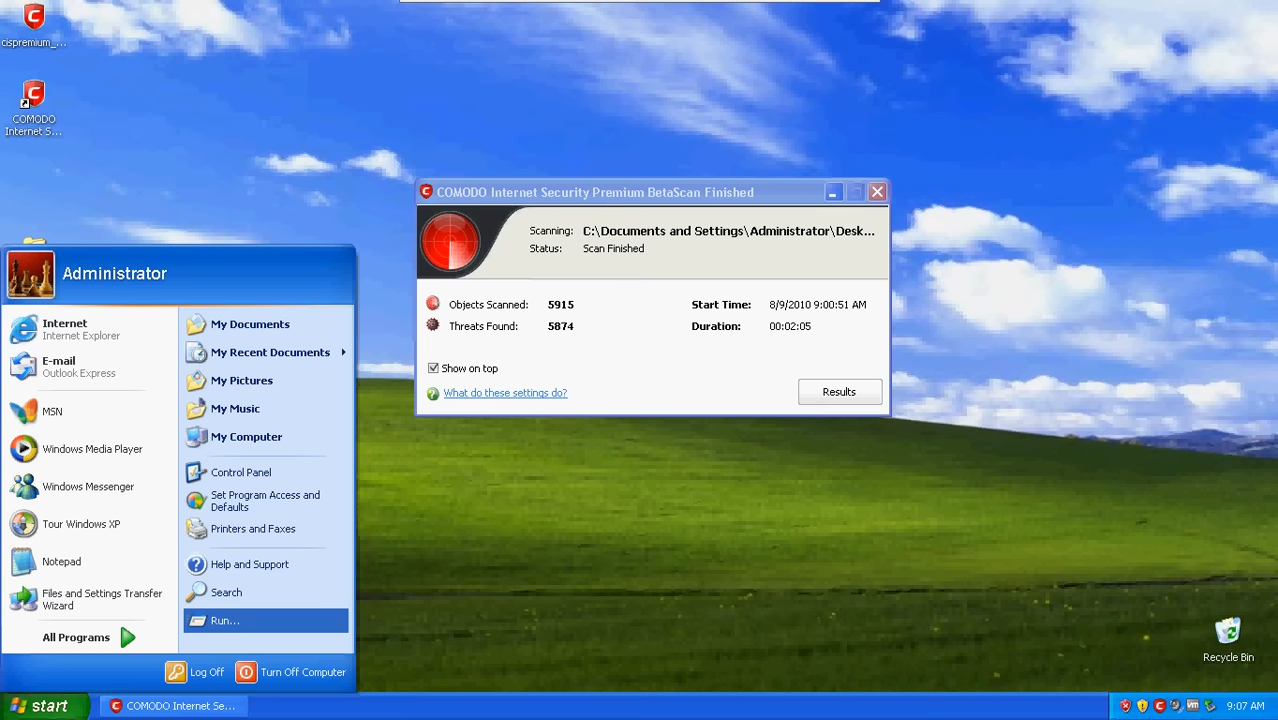 cispremium_...
COMODO
Internet S...
COMODO Internet Security Premium BetaScan Finished
Scanning: C:\Documents and Settings\Administrator\Desk...
Status: Scan Finished
Objects Scanned: 5915
Start Time: 8/9/2010 9:00:51 AM
Threats Found: 5874
Duration: 00:02:05
Show on top
What do these settings do?
Results
Administrator
Internet
Internet Explorer
E-mail
Outlook Express
MSN
Windows Media Player
Windows Messenger
Tour Windows XP
Notepad
Files and Settings Transfer
Wizard
All Programs
My Documents
My Recent Documents
My Pictures
My Music
My Computer
Control Panel
Set Program Access and
Defaults
Printers and Faxes
Help and Support
Search
Run...
Log Off
Turn Off Computer
Recycle Bin
start
COMODO Internet Se...
9:07 AM